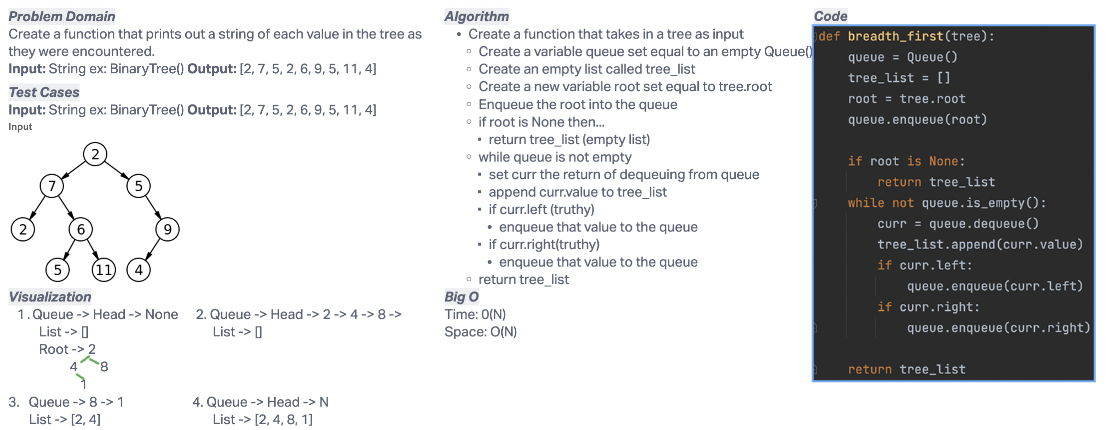 Problem Domain
Create a function that prints out a string of each value in the tree as
they were encountered.
Input: String ex: BinaryTree() Output: [2, 7, 5, 2, 6, 9, 5, 11, 4]
Test Cases
Input: String ex: BinaryTree() Output: [2, 7, 5, 2, 6, 9, 5, 11, 4]
Input
2
7 5
2 6 9
5 11 4
Visualization
1. Queue -> Head -> None
List -> []
Root -> 2
4 8
1
2. Queue -> Head -> 2 -> 4 -> 8 ->
List -> []
3. Queue -> 8 -> 1
List -> [2, 4]
4. Queue -> Head -> N
List -> [2, 4, 8, 1]
Algorithm
• Create a function that takes in a tree as input
◦ Create a variable queue set equal to an empty Queue()
◦ Create an empty list called tree_list
◦ Create a new variable root set equal to tree.root
◦ Enqueue the root into the queue
◦ if root is None then...
▪ return tree_list (empty list)
◦ while queue is not empty
▪ set curr the return of dequeuing from queue
▪ append curr.value to tree_list
▪ if curr.left (truthy)
• enqueue that value to the queue
▪ if curr.right(truthy)
• enqueue that value to the queue
◦ return tree_list
Big O
Time: 0(N)
Space: O(N)
Code
def breadth_first(tree):
queue = Queue()
tree_list = []
root = tree.root
queue.enqueue(root)
if root is None:
return tree_list
while not queue.is_empty():
curr = queue.dequeue()
tree_list.append(curr.value)
if curr.left:
queue.enqueue(curr.left)
if curr.right:
queue.enqueue(curr.right)
return tree_list